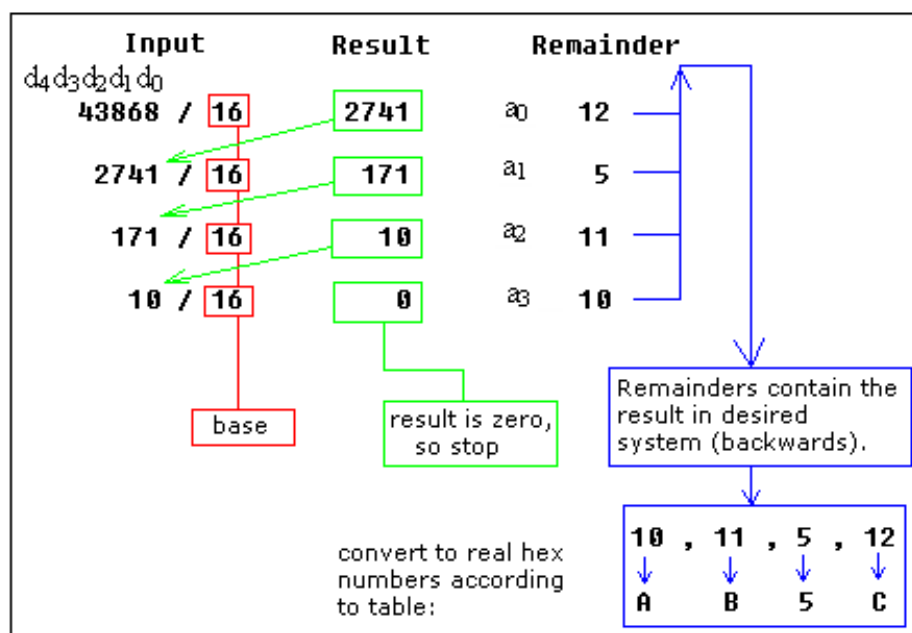 Input Result Remainder
d4d3d2d1d0
43868 / 16 2741 a0 12
2741 / 16 171 a1 5
171 / 16 10 a2 11
10 / 16 0 a3 10
base
result is zero,
so stop
Remainders contain the
result in desired
system (backwards).
convert to real hex
numbers according
to table:
10 , 11 , 5 , 12
A B 5 C